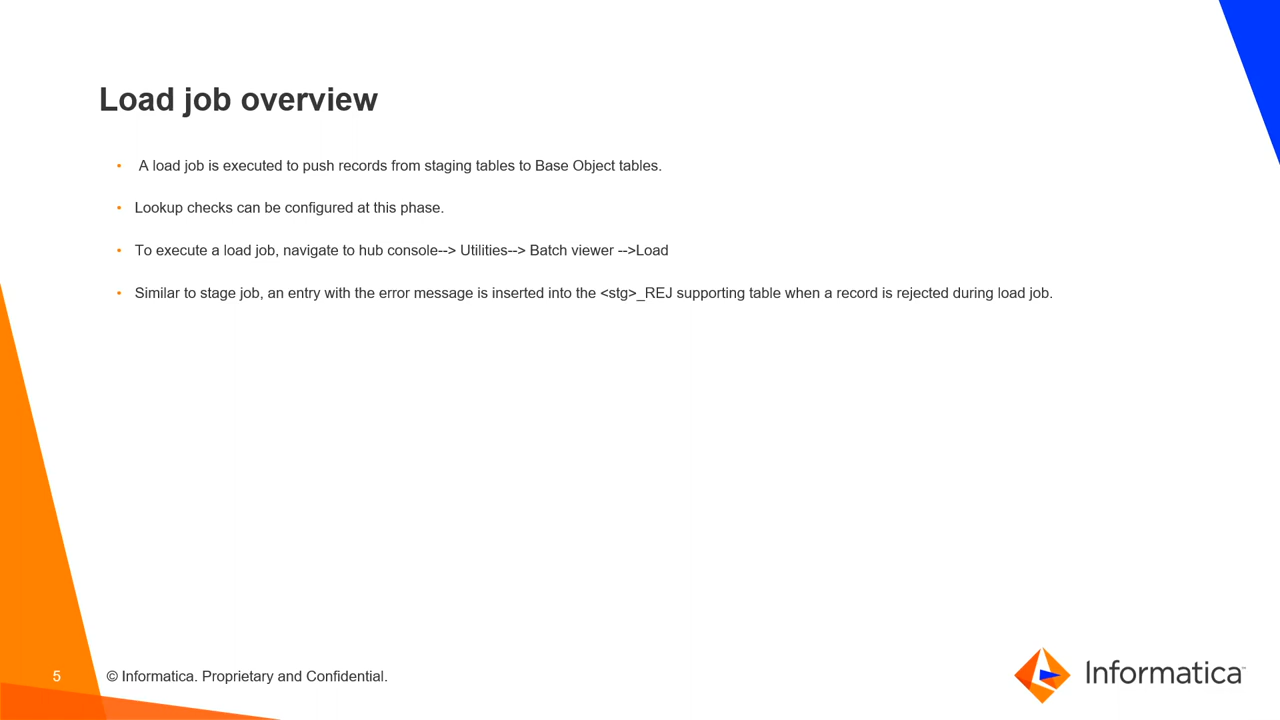 Load job overview
• A load job is executed to push records from staging tables to Base Object tables.
• Lookup checks can be configured at this phase.
• To execute a load job, navigate to hub console--> Utilities--> Batch viewer -->Load
• Similar to stage job, an entry with the error message is inserted into the <stg>_REJ supporting table when a record is rejected during load job.
5 © Informatica. Proprietary and Confidential.
Informatica™